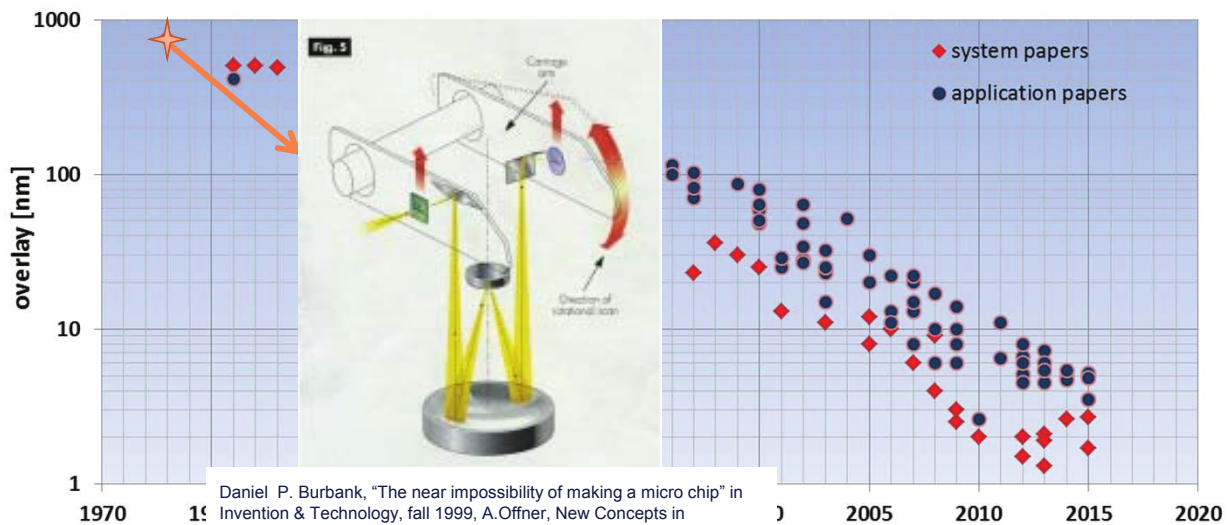 1000
100
10
1
overlay [nm]
Fig. 5
Carriage
arm
Direction of
rotational scan
system papers
application papers
1970
19
0
2005
2010
2015
2020
Daniel P. Burbank, “The near impossibility of making a micro chip” in
Invention & Technology, fall 1999, A.Offner, New Concepts in